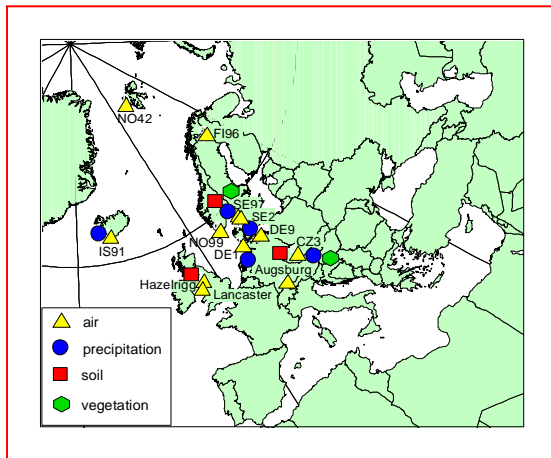 NO42
FI96
SE97
SE2
NO99
DE9
IS91
DE1
CZ3
Augsburg
Hazelrigg
Lancaster
air
precipitation
soil
vegetation